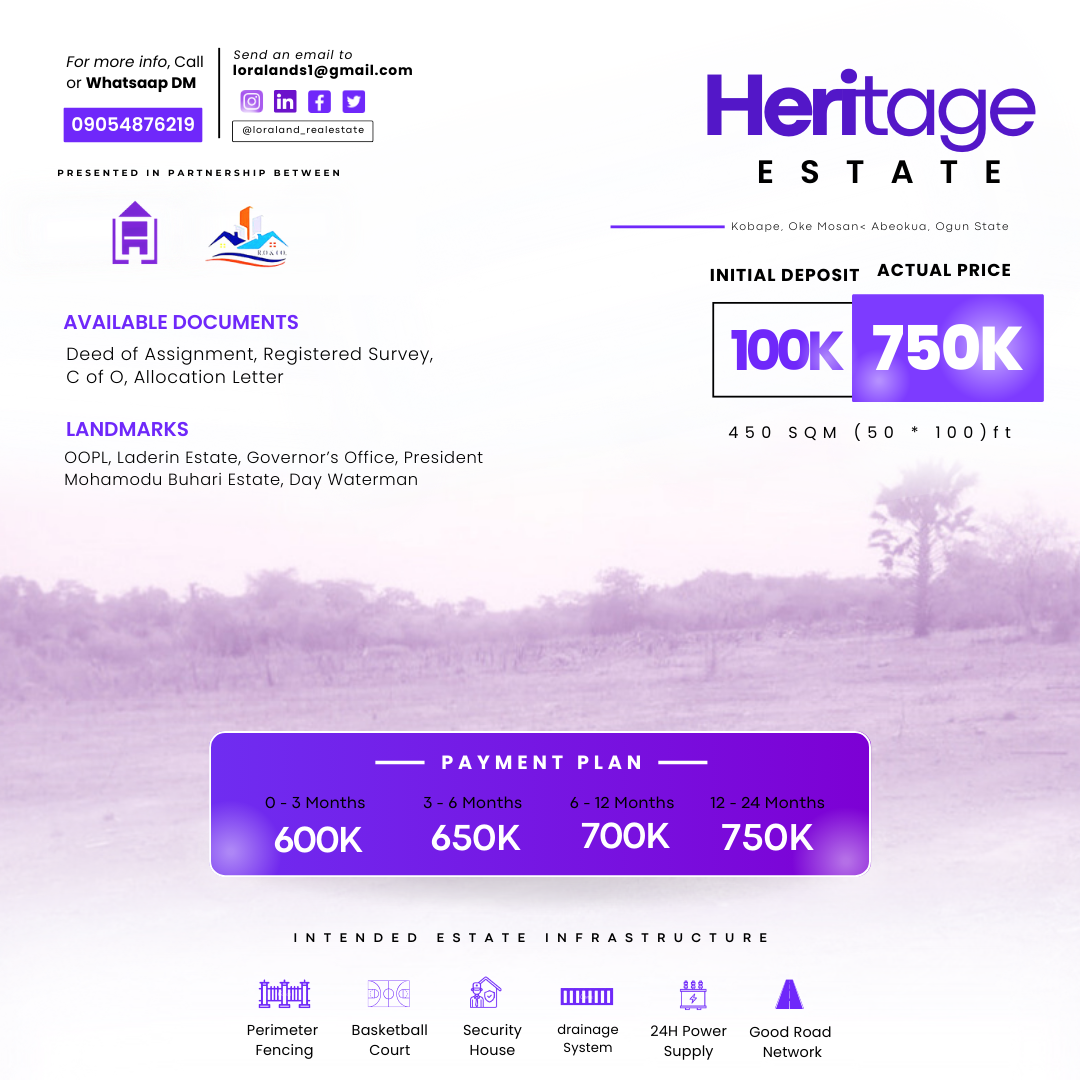 For more info, Call
or Whatsaap DM
09054876219
Send an email to
loralands1@gmail.com
@loraland_realestate
PRESENTED IN PARTNERSHIP BETWEEN
Heritage
ESTATE
Kobape, Oke Mosan< Abeokua, Ogun State
INITIAL DEPOSIT
ACTUAL PRICE
100K
750K
450 SQM (50 * 100)ft
AVAILABLE DOCUMENTS
Deed of Assignment, Registered Survey,
C of O, Allocation Letter
LANDMARKS
OOPL, Laderin Estate, Governor’s Office, President
Mohamodu Buhari Estate, Day Waterman
PAYMENT PLAN
0 - 3 Months
600K
3 - 6 Months
650K
6 - 12 Months
700K
12 - 24 Months
750K
INTENDED ESTATE INFRASTRUCTURE
Perimeter
Fencing
Basketball
Court
Security
House
drainage
System
24H Power
Supply
Good Road
Network